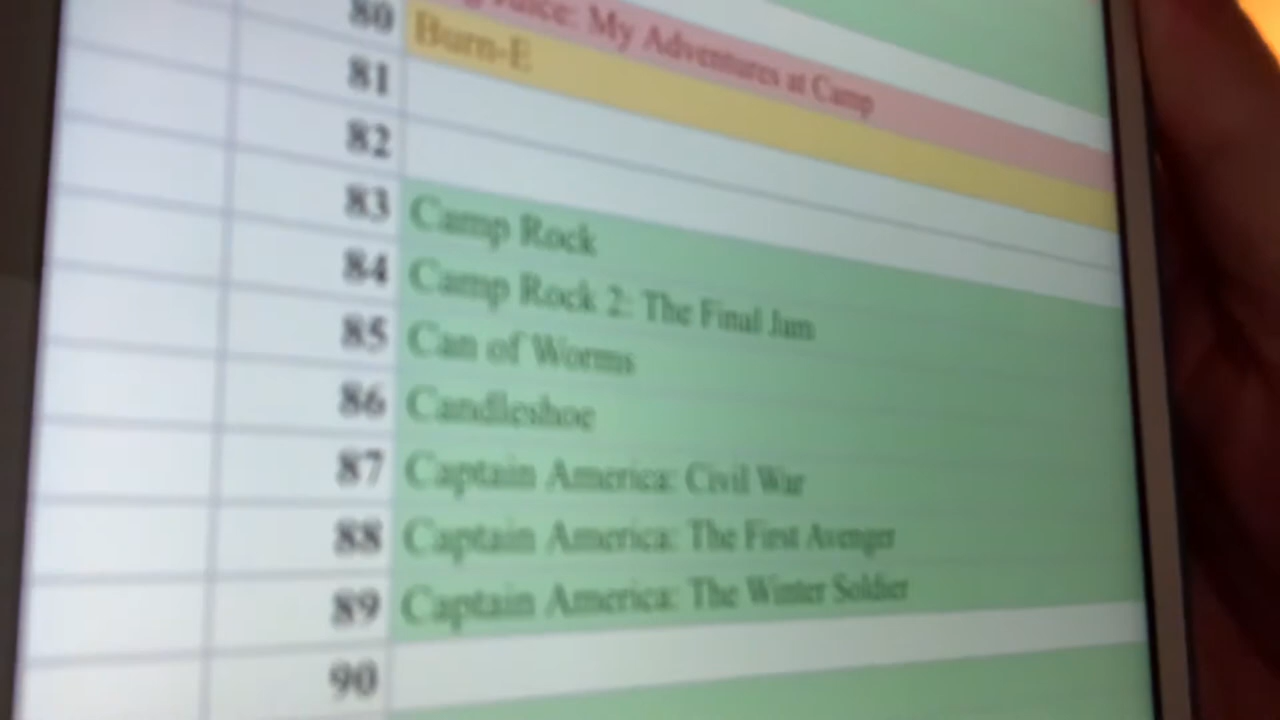 My Adventures at Camp
80 Burn-E
81
82
83 Camp Rock
84 Camp Rock 2: The Final Jam
85 Can of Worms
86 Candleshoe
87 Captain America: Civil War
88 Captain America: The First Avenger
89 Captain America: The Winter Soldier
90